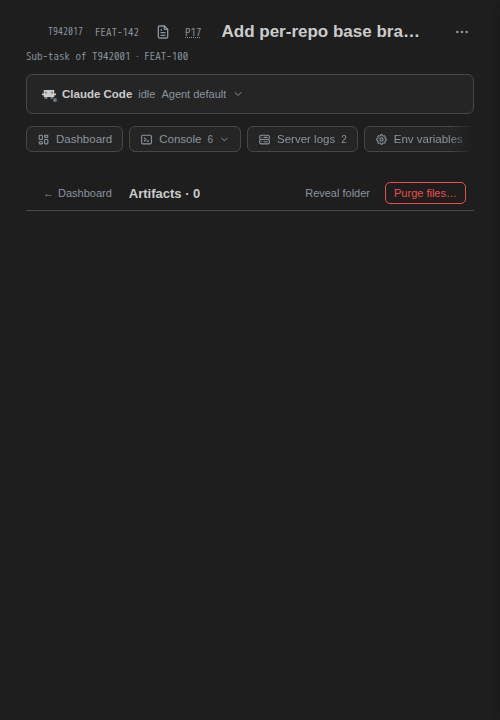 T942017 FEAT-142 P17 Add per-repo base bra… ···
Sub-task of T942001 · FEAT-100
Claude Code idle Agent default
Dashboard Console 6 Server logs 2 Env variables
← Dashboard Artifacts · 0 Reveal folder Purge files…